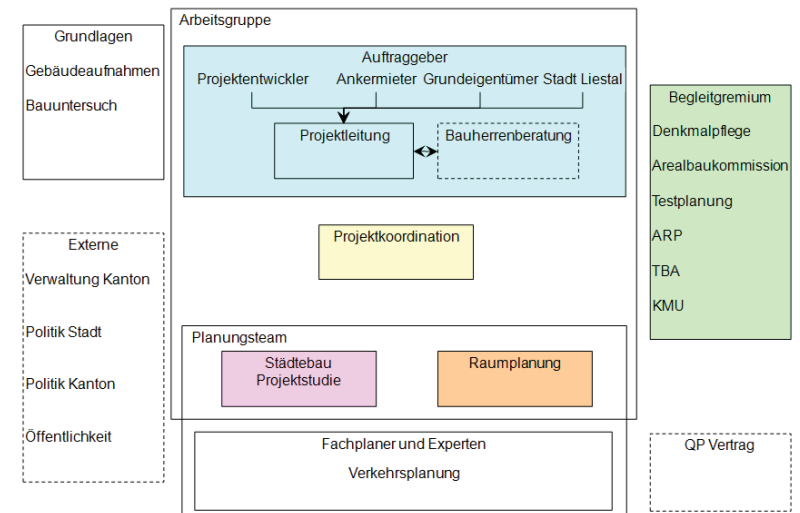 Arbeitsgruppe
Grundlagen
Gebäudeaufnahmen
Bauuntersuch
Auftraggeber
Projektentwickler
Ankermieter
Grundeigentümer
Stadt Liestal
Projektleitung
Bauherrenberatung
Begleitgremium
Denkmalpflege
Arealbaukommission
Testplanung
ARP
TBA
KMU
Projektkoordination
Externe
Verwaltung Kanton
Politik Stadt
Politik Kanton
Öffentlichkeit
Planungsteam
Städtebau
Projektstudie
Raumplanung
Fachplaner und Experten
Verkehrsplanung
QP Vertrag